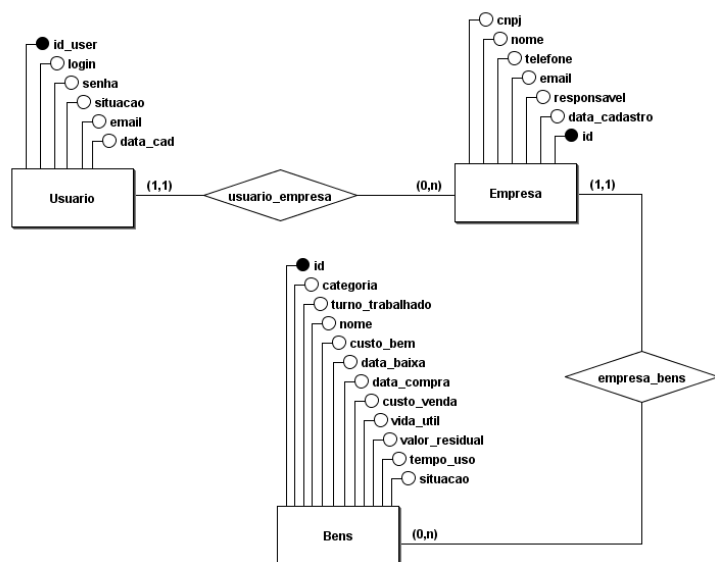 id_user
login
senha
situacao
email
data_cad
Usuario
(1,1)
usuario_empresa
(0,n)
cnpj
nome
telefone
email
responsavel
data_cadastro
id
Empresa
(1,1)
empresa_bens
id
categoria
turno_trabalhado
nome
custo_bem
data_baixa
data_compra
custo_venda
vida_util
valor_residual
tempo_uso
situacao
Bens
(0,n)